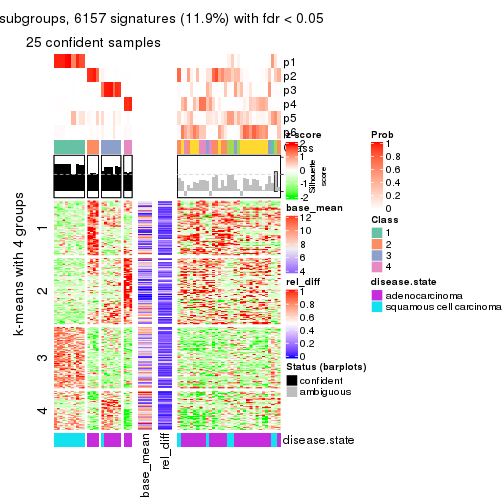 subgroups, 6157 signatures (11.9%) with fdr < 0.05
25 confident samples
p1
p2
p3
p4
p5
p6
Class
z-score
2
1
0
-1
-2
Silhouette
score
Prob
1
0.8
0.6
0.4
0.2
0
base_mean
12
10
8
6
4
Class
1
2
3
4
rel_diff
1
0.8
0.6
0.4
0.2
0
disease.state
adenocarcinoma
squamous cell carcinoma
Status (barplots)
confident
ambiguous
k-means with 4 groups
1
2
3
4
disease.state
base_mean
rel_diff